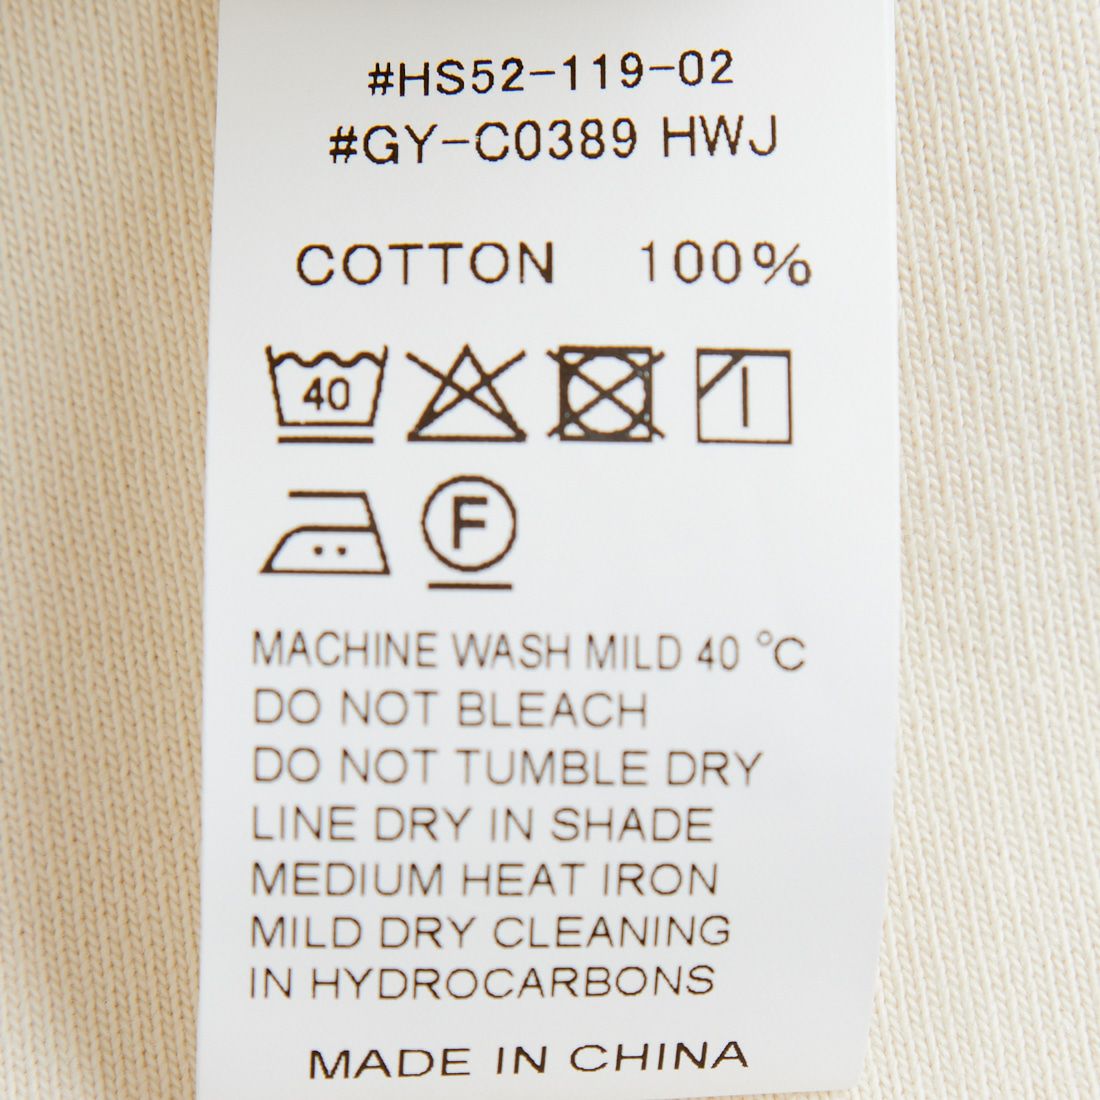 #HS52-119-02
#GY-C0389 HWJ
COTTON 100%
40
F
MACHINE WASH MILD 40 °C
DO NOT BLEACH
DO NOT TUMBLE DRY
LINE DRY IN SHADE
MEDIUM HEAT IRON
MILD DRY CLEANING
IN HYDROCARBONS
MADE IN CHINA